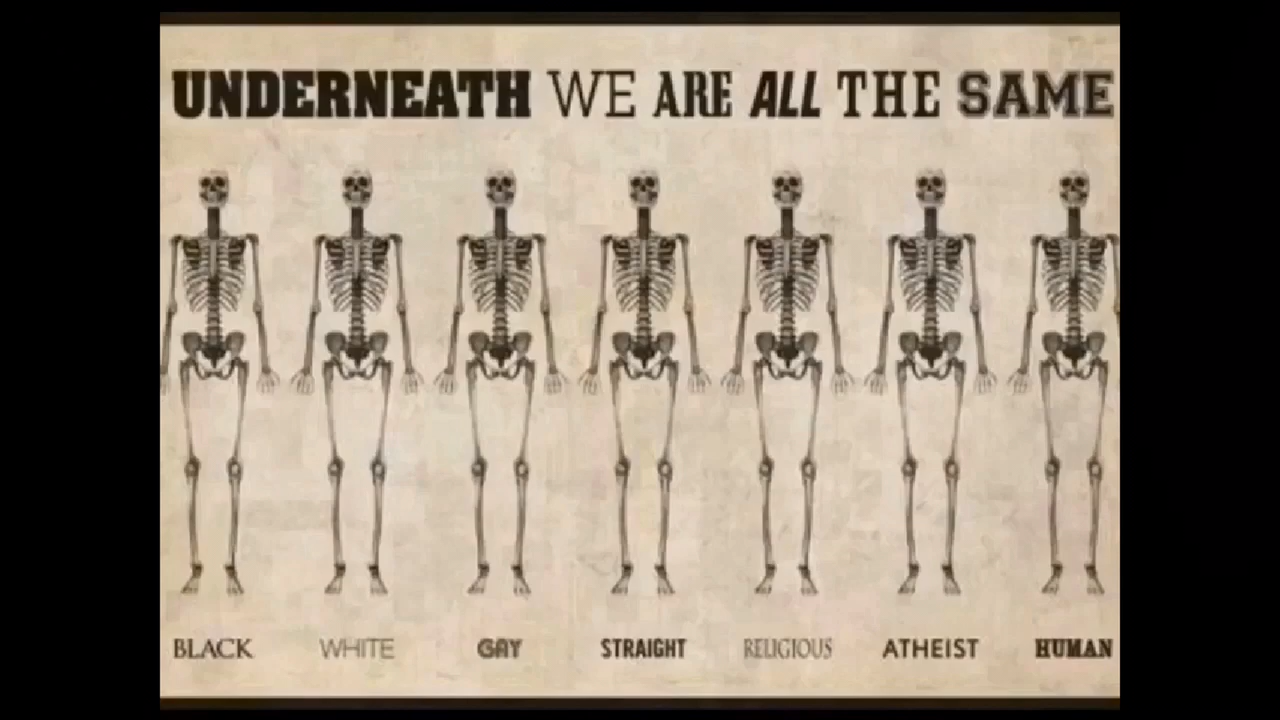 UNDERNEATH WE ARE ALL THE SAME
BLACK WHITE GAY STRAIGHT RELIGIOUS ATHEIST HUMAN